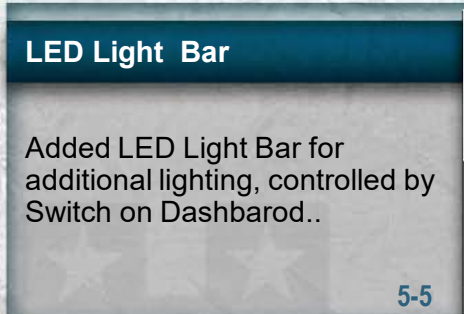 LED Light  Bar
Added LED Light Bar for
additional lighting, controlled by
Switch on Dashbarod..
5-5